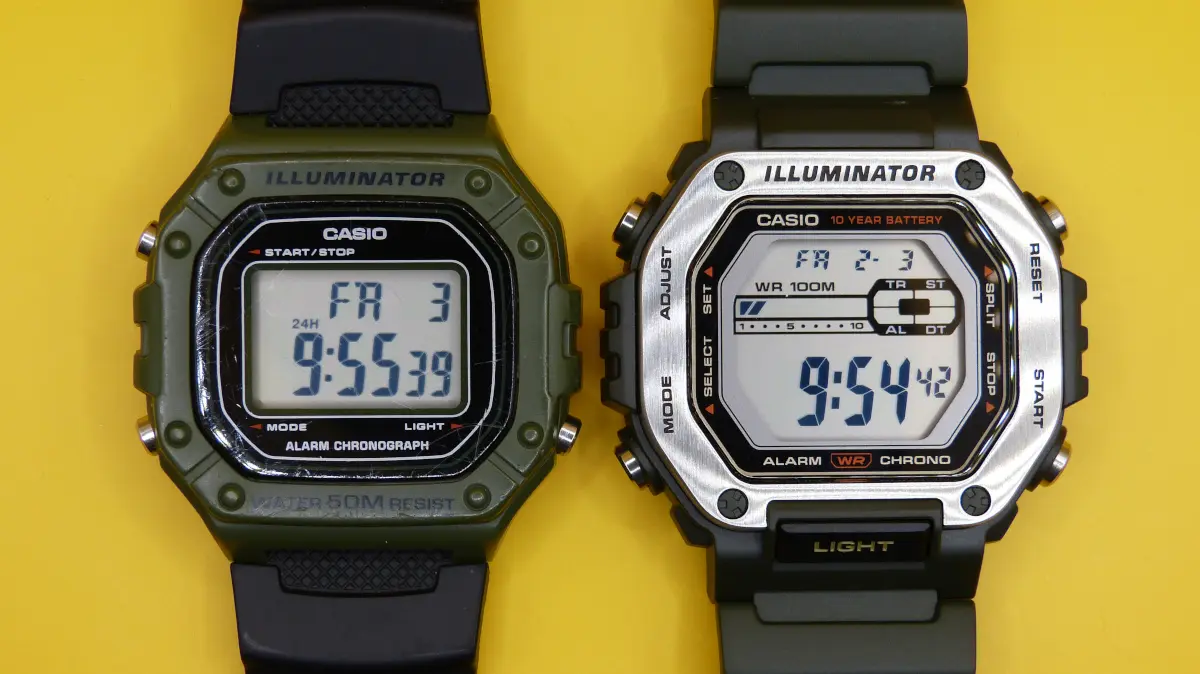 ILLUMINATOR
CASIO
START/STOP
FR 3
24H
9:55 39
MODE LIGHT
ALARM CHRONOGRAPH
WATER 50M RESIST
ILLUMINATOR
CASIO 10 YEAR BATTERY
ADJUST
SET
FR 2- 3
WR 100M
TR ST
1 · · · 5 · · · · 10
AL DT
SPLIT
RESET
MODE
SELECT
9:54 42
STOP
START
ALARM WR CHRONO
LIGHT